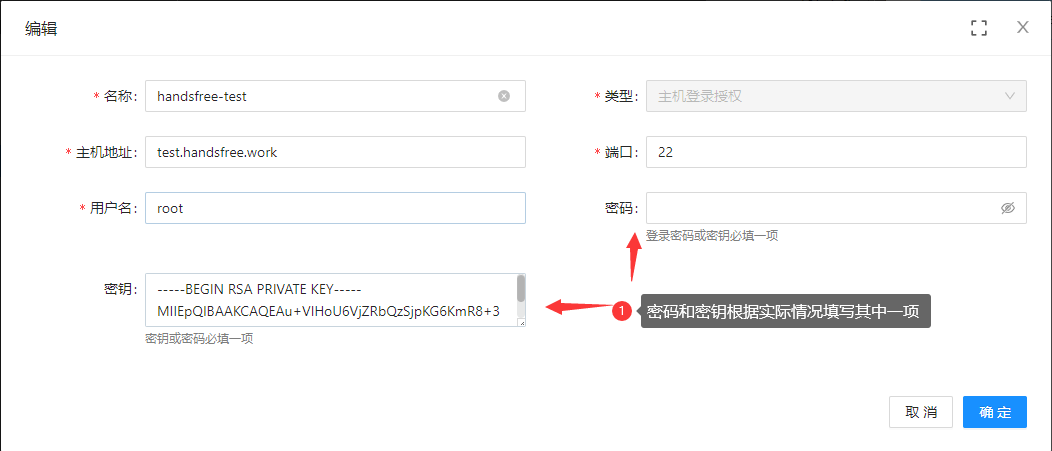 编辑
* 名称: handsfree-test
* 类型: 主机登录授权
* 主机地址: test.handsfree.work
* 端口: 22
* 用户名: root
密码:
登录密码或密钥必填一项
密钥: -----BEGIN RSA PRIVATE KEY-----
MIIEpQIBAAKCAQEAu+VIHoU6VjZRbQzSjpKG6KmR8+3
密钥或密码必填一项
1 密码和密钥根据实际情况填写其中一项
取 消
确 定